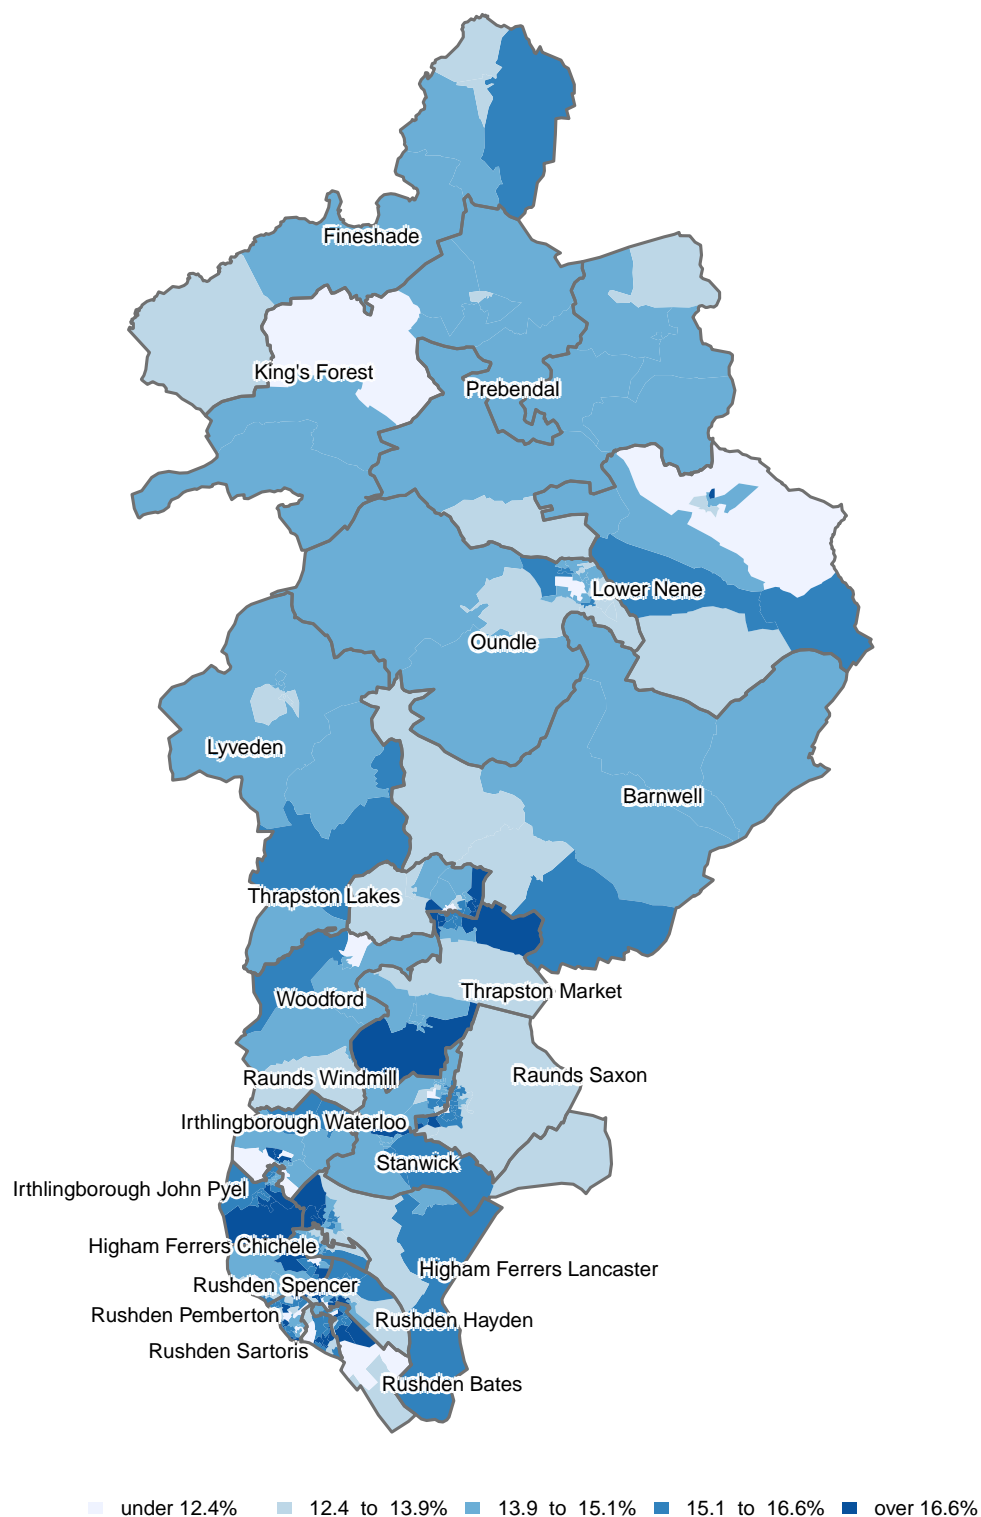 Fineshade
King's Forest
Prebendal
Lower Nene
Oundle
Lyveden
Barnwell
Thrapston Lakes
Thrapston Market
Woodford
Raunds Saxon
Raunds Windmill
Irthlingborough Waterloo
Stanwick
Irthlingborough John Pyel
Higham Ferrers Chichele
Higham Ferrers Lancaster
Rushden Spencer
Rushden Pemberton
Rushden Hayden
Rushden Sartoris
Rushden Bates
under 12.4% 12.4 to 13.9% 13.9 to 15.1% 15.1 to 16.6% over 16.6%